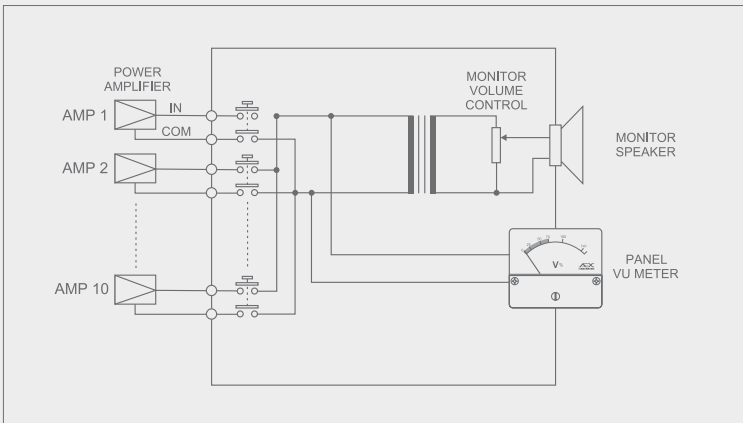 POWER
AMPLIFIER
AMP 1
IN
COM
AMP 2
AMP 10
MONITOR
VOLUME
CONTROL
MONITOR
SPEAKER
V%
PANEL
VU METER